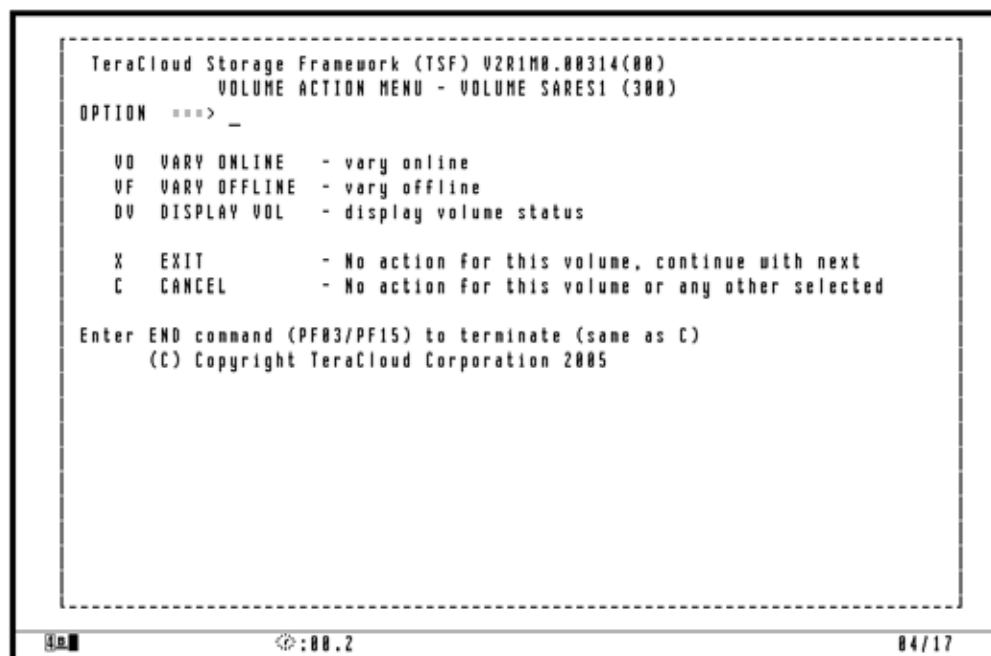 TeraCloud Storage Framework (TSF) V2R1M0.00314(00)
VOLUME ACTION MENU - VOLUME SARES1 (300)
OPTION ===> _
VO VARY ONLINE - vary online
VF VARY OFFLINE - vary offline
DV DISPLAY VOL - display volume status
X EXIT - No action for this volume, continue with next
C CANCEL - No action for this volume or any other selected
Enter END command (PF03/PF15) to terminate (same as C)
(C) Copyright TeraCloud Corporation 2005
:00.2 04/17